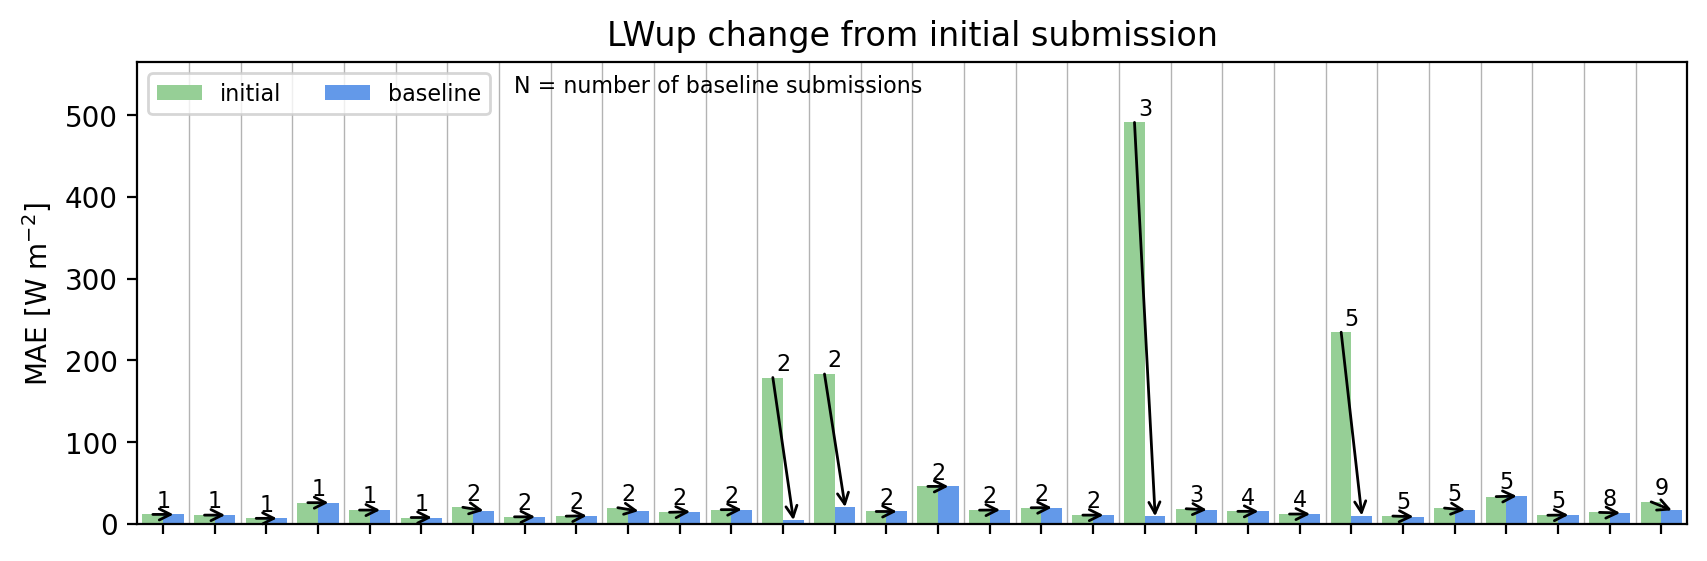 LWup change from initial submission
initial baseline N = number of baseline submissions
MAE [W m⁻²]
500
400
300
200
100
0
1 1 1 1 1 1 2 2 2 2 2 2 2 2 2 2 2 2 2 3 3 4 4 5 5 5 5 5 8 9